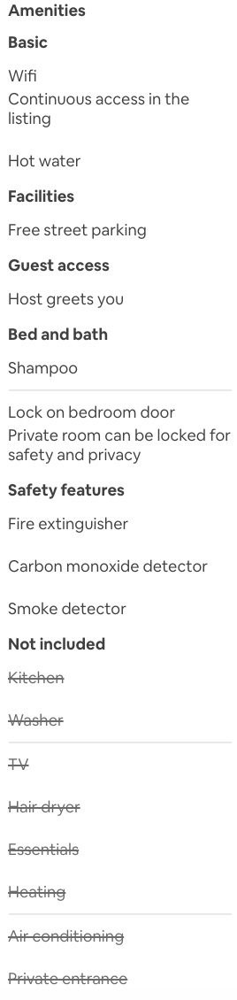 Amenities
Basic
Wifi
Continuous access in the
listing
Hot water
Facilities
Free street parking
Guest access
Host greets you
Bed and bath
Shampoo
Lock on bedroom door
Private room can be locked for
safety and privacy
Safety features
Fire extinguisher
Carbon monoxide detector
Smoke detector
Not included
Kitchen
Washer
TV
Hair dryer
Essentials
Heating
Air conditioning
Private entrance